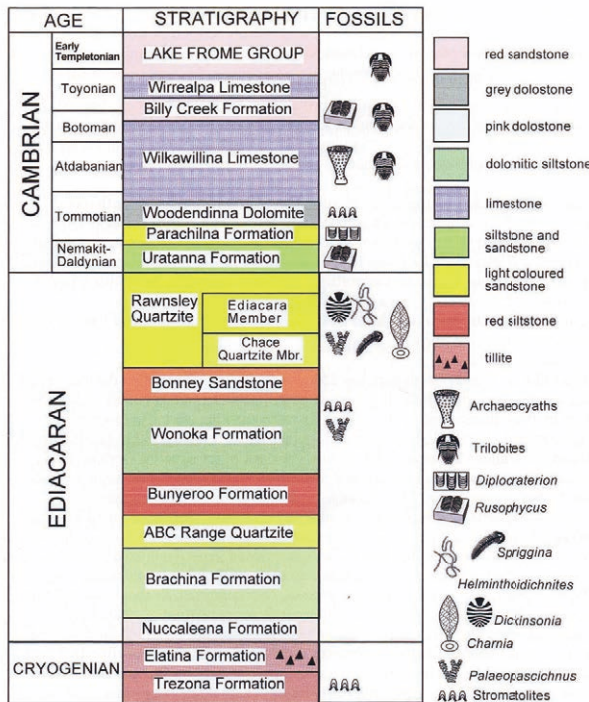 AGE
STRATIGRAPHY
FOSSILS
CAMBRIAN
Early
Templetonian
Toyonian
Botoman
Atdabanian
Tommotian
Nemakit-
Daldynian
LAKE FROME GROUP
Wirrealpa Limestone
Billy Creek Formation
Wilkawillina Limestone
Woodendinna Dolomite
Parachilna Formation
Uratanna Formation
EDIACARAN
Rawnsley
Quartzite
Ediacara
Member
Chace
Quartzite Mbr.
Bonney Sandstone
Wonoka Formation
Bunyeroo Formation
ABC Range Quartzite
Brachina Formation
Nuccaleena Formation
CRYOGENIAN
Elatina Formation
Trezona Formation
red sandstone
grey dolostone
pink dolostone
dolomitic siltstone
limestone
siltstone and
sandstone
light coloured
sandstone
red siltstone
tillite
Archaeocyaths
Trilobites
Diplocraterion
Rusophycus
Spriggina
Helminthoidichnites
Dickinsonia
Charnia
Palaeopascichnus
Stromatolites